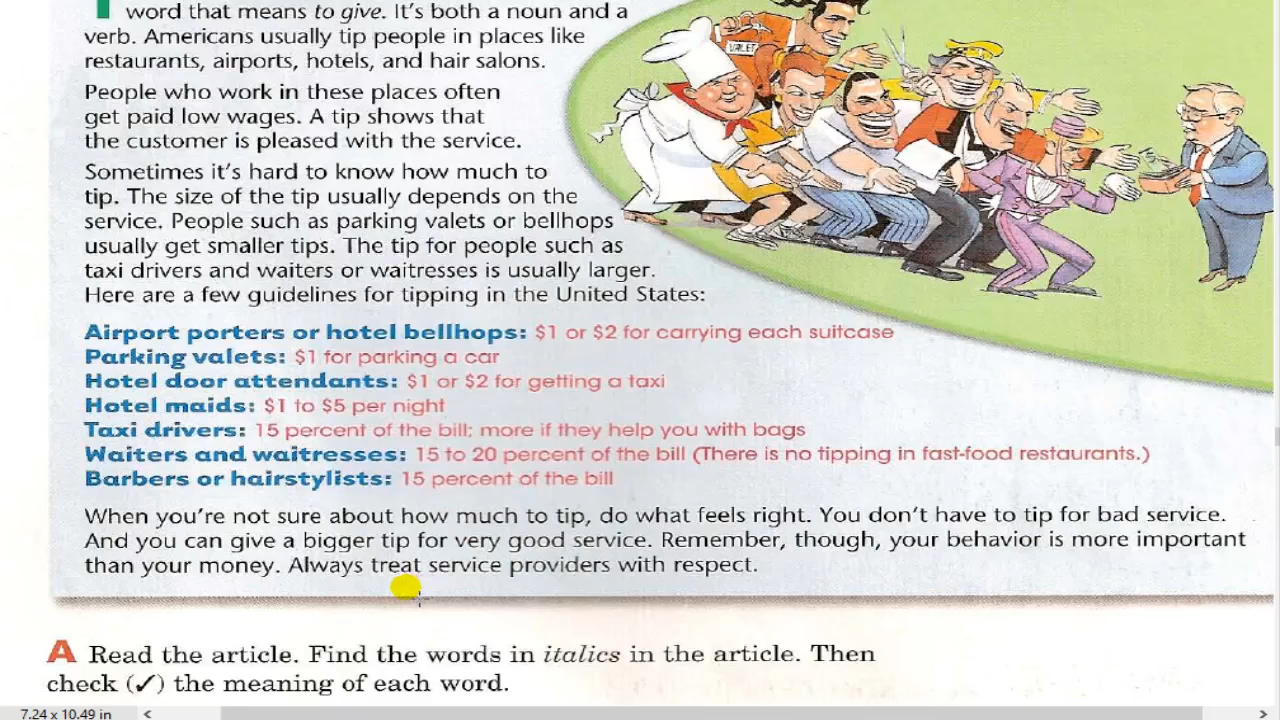 word that means to give. It's both a noun and a
verb. Americans usually tip people in places like
restaurants, airports, hotels, and hair salons.
People who work in these places often
get paid low wages. A tip shows that
the customer is pleased with the service.
Sometimes it's hard to know how much to
tip. The size of the tip usually depends on the
service. People such as parking valets or bellhops
usually get smaller tips. The tip for people such as
taxi drivers and waiters or waitresses is usually larger.
Here are a few guidelines for tipping in the United States:
VALET
Airport porters or hotel bellhops: $1 or $2 for carrying each suitcase
Parking valets: $1 for parking a car
Hotel door attendants: $1 or $2 for getting a taxi
Hotel maids: $1 to $5 per night
Taxi drivers: 15 percent of the bill; more if they help you with bags
Waiters and waitresses: 15 to 20 percent of the bill (There is no tipping in fast-food restaurants.)
Barbers or hairstylists: 15 percent of the bill
When you're not sure about how much to tip, do what feels right. You don't have to tip for bad service.
And you can give a bigger tip for very good service. Remember, though, your behavior is more important
than your money. Always treat service providers with respect.
A Read the article. Find the words in italics in the article. Then
check (✓) the meaning of each word.
7.24 x 10.49 in